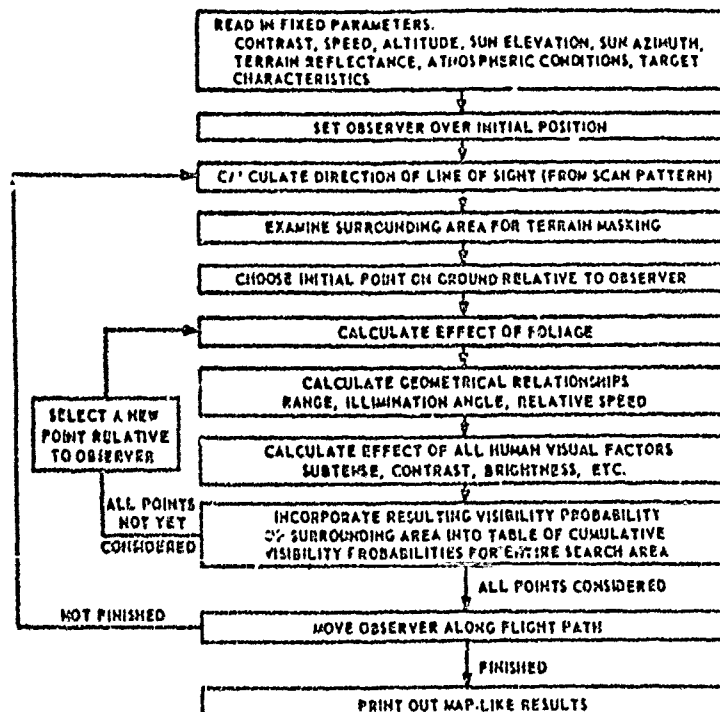 READ IN FIXED PARAMETERS.
CONTRAST, SPEED, ALTITUDE, SUN ELEVATION, SUN AZIMUTH,
TERRAIN REFLECTANCE, ATMOSPHERIC CONDITIONS, TARGET
CHARACTERISTICS
SET OBSERVER OVER INITIAL POSITION
DIRECTION OF LINE OF SIGHT (FROM SCAN PATTERN)
EXAMINE SURROUNDING AREA FOR TERRAIN MASKING
CHOOSE INITIAL POINT ON GROUND RELATIVE TO OBSERVER
CALCULATE EFFECT OF FOLIAGE
CALCULATE GEOMETRICAL RELATIONSHIPS
RANGE, ILLIMINATION ANGLE, RELATIVE SPEED
SELECT A NEW
POINT RELATIVE
TO OBSERVER
CALCULATE EFFECT OF ALL HUMAN VISUAL FACTORS
SUBTENSE, CONTRAST, BRIGHTNESS, ETC.
ALL POINTS
NOT YET
CONSIDERED
INCORPORATE RESULTING VISIBILITY PROBABILITY
OF SURROUNDING AREA INTO TABLE OF CUMULATIVE
VISIBILITY PROBABILITIES FOR ENTIRE SEARCH AREA
ALL POINTS CONSIDERED
NOT FINISHED
MOVE OBSERVER ALONG FLIGHT PATH
FINISHED
PRINT OUT MAP-LIKE RESULTS